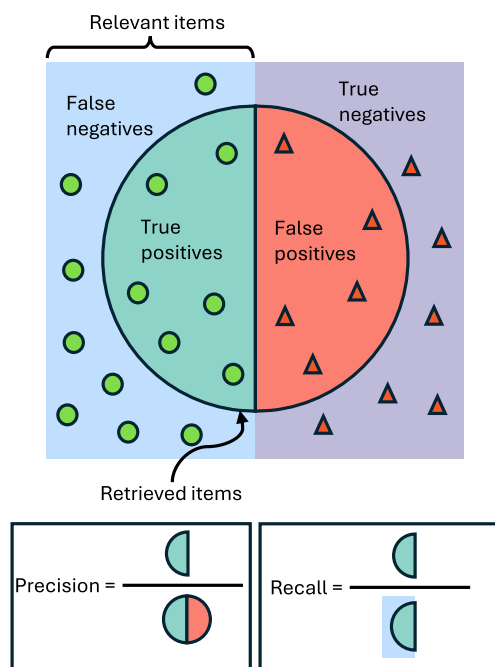 Relevant items
False
negatives
True
negatives
True
positives
False
positives
Retrieved items
Precision =
Recall =